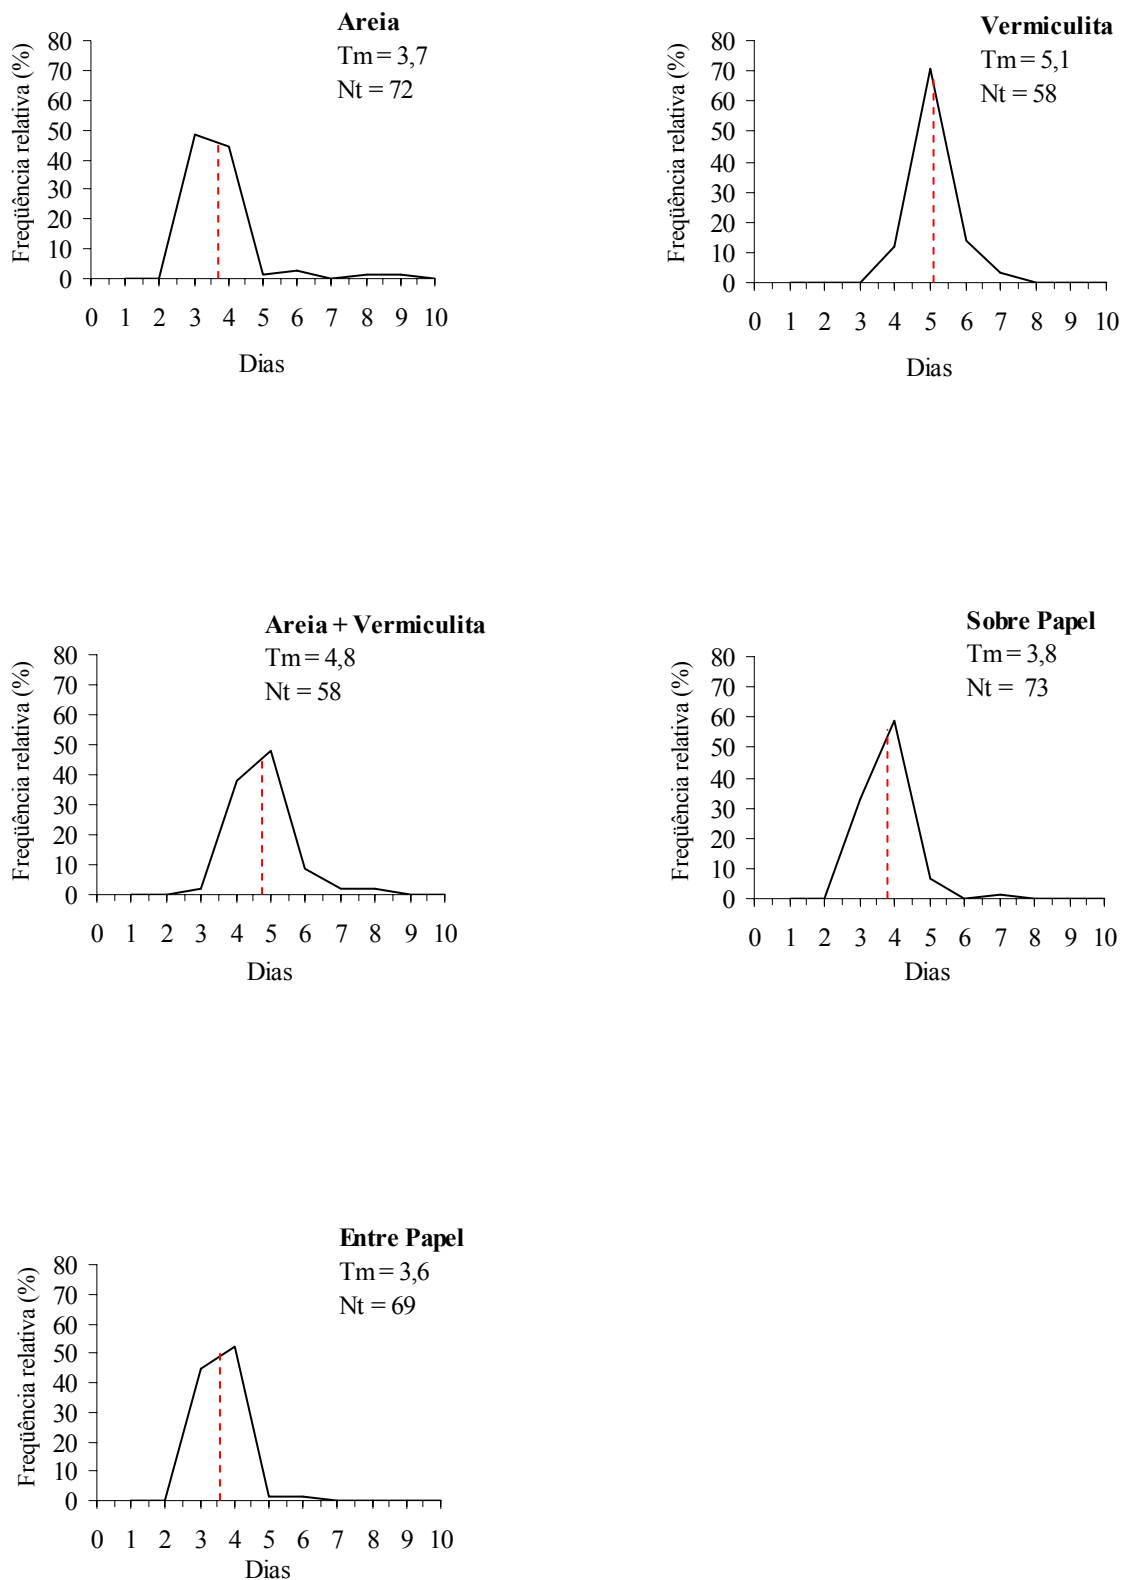 Areia
Tm = 3,7
Nt = 72
Freqüência relativa (%)
80
70
60
50
40
30
20
10
0
0 1 2 3 4 5 6 7 8 9 10
Dias
Vermiculita
Tm = 5,1
Nt = 58
Freqüência relativa (%)
80
70
60
50
40
30
20
10
0
0 1 2 3 4 5 6 7 8 9 10
Dias
Areia + Vermiculita
Tm = 4,8
Nt = 58
Freqüência relativa (%)
80
70
60
50
40
30
20
10
0
0 1 2 3 4 5 6 7 8 9 10
Dias
Sobre Papel
Tm = 3,8
Nt = 73
Freqüência relativa (%)
80
70
60
50
40
30
20
10
0
0 1 2 3 4 5 6 7 8 9 10
Dias
Entre Papel
Tm = 3,6
Nt = 69
Freqüência relativa (%)
80
70
60
50
40
30
20
10
0
0 1 2 3 4 5 6 7 8 9 10
Dias